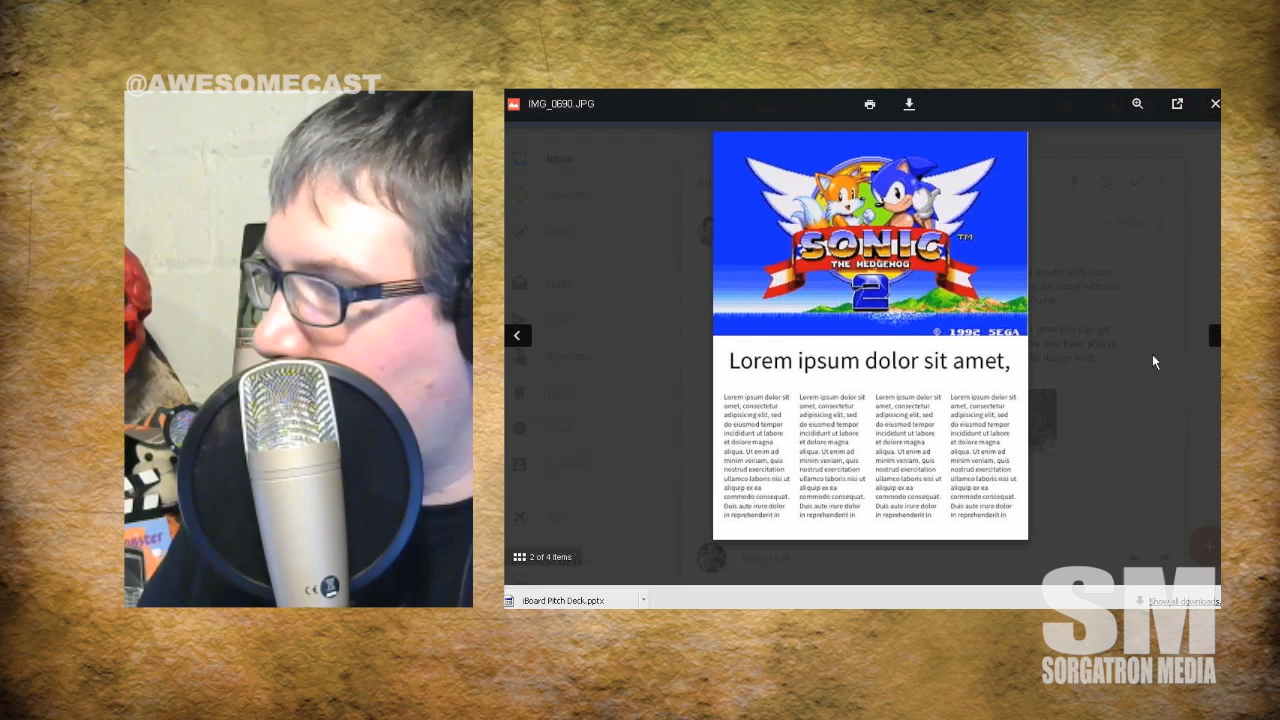 @AWESOMECAST
IMG_0690.JPG
Inbox
SONIC
THE HEDGEHOG
2
TM
© 1992 SEGA
Lorem ipsum dolor sit amet,
Lorem ipsum dolor sit
amet, consectetur
adipisicing elit, sed
do eiusmod tempor
incididunt ut labore
et dolore magna
aliqua. Ut enim ad
minim veniam, quis
nostrud exercitation
ullamco laboris nisi ut
aliquip ex ea
commodo consequat.
Duis aute irure dolor
in reprehenderit in
Lorem ipsum dolor sit
amet, consectetur
adipisicing elit, sed
do eiusmod tempor
incididunt ut labore
et dolore magna
aliqua. Ut enim ad
minim veniam, quis
nostrud exercitation
ullamco laboris nisi ut
aliquip ex ea
commodo consequat.
Duis aute irure dolor
in reprehenderit in
Lorem ipsum dolor sit
amet, consectetur
adipisicing elit, sed
do eiusmod tempor
incididunt ut labore
et dolore magna
aliqua. Ut enim ad
minim veniam, quis
nostrud exercitation
ullamco laboris nisi ut
aliquip ex ea
commodo consequat.
Duis aute irure dolor
in reprehenderit in
Lorem ipsum dolor sit
amet, consectetur
adipisicing elit, sed
do eiusmod tempor
incididunt ut labore
et dolore magna
aliqua. Ut enim ad
minim veniam, quis
nostrud exercitation
ullamco laboris nisi ut
aliquip ex ea
commodo consequat.
Duis aute irure dolor
in reprehenderit in
2 of 4 items
iBoard Pitch Deck.pptx
Show all downloads.
CE
SM
SORGATRON MEDIA